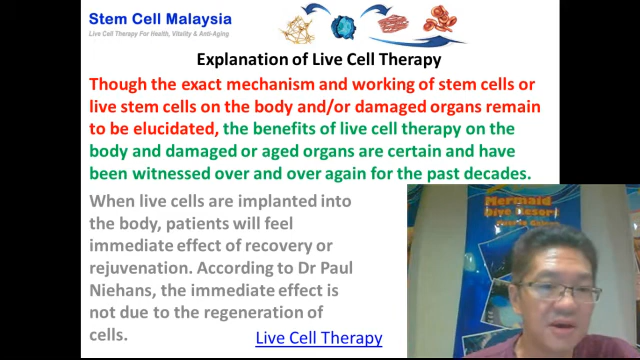 Stem Cell Malaysia
Live Cell Therapy For Health, Vitality & Anti-Aging
Explanation of Live Cell Therapy
Though the exact mechanism and working of stem cells or
live stem cells on the body and/or damaged organs remain
to be elucidated, the benefits of live cell therapy on the
body and damaged or aged organs are certain and have
been witnessed over and over again for the past decades.
When live cells are implanted into
the body, patients will feel
immediate effect of recovery or
rejuvenation. According to Dr Paul
Niehans, the immediate effect is
not due to the regeneration of
cells.
Live Cell Therapy
Mermaid
Dive Resort